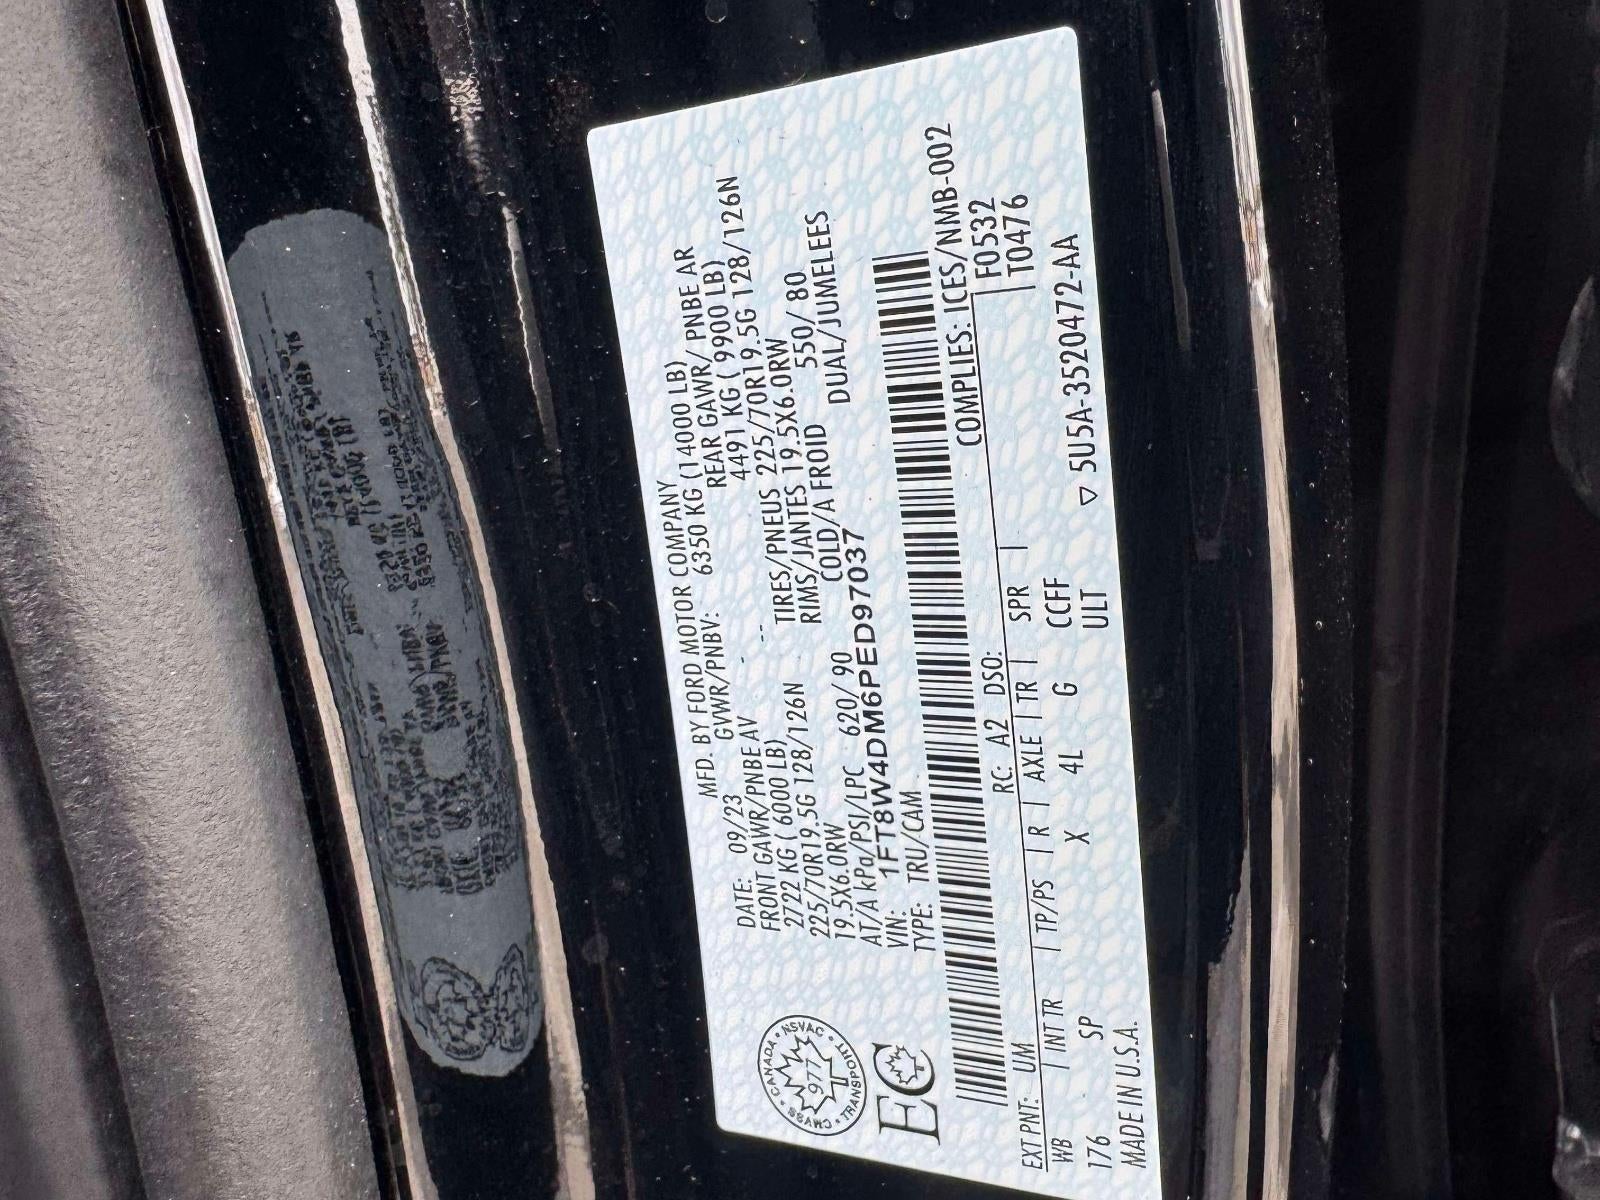 MFD. BY FORD MOTOR COMPANY
DATE: 09/23 GVWR/PNBV: 6350 KG (14000 LB)
FRONT GAWR/PNBE AV REAR GAWR/ PNBE AR
2722 KG ( 6000 LB) - -- 4491 KG ( 9900 LB)
225/70R19.5G 128/126N TIRES/PNEUS 225/70R19.5G 128/126N
19.5X6.0RW RIMS/JANTES 19.5X6.0RW
AT/A kPa/PSI/LPC 620/ 90 COLD/A FROID 550/ 80
VIN: 1FT8W4DM6PED97037 DUAL/JUMELEES
TYPE: TRU/CAM
CANADA • NSVAC • TRANSPORT • CMVSS •
977
EC
COMPLIES: ICES/NMB-002
EXT PNT: UM RC: A2 DSO: F0532
WB | INT TR | TP/PS | R | AXLE | TR | SPR | T0476
176 SP X 4L G CCFF
ULT
MADE IN U.S.A. ▽ 5U5A-3520472-AA